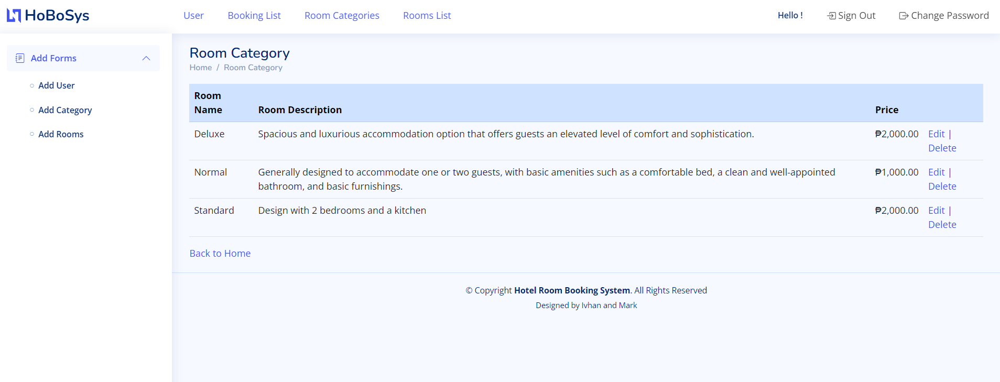 HoBoSys
User
Booking List
Room Categories
Rooms List
Hello !
Sign Out
Change Password
Add Forms
Add User
Add Category
Add Rooms
Room Category
Home / Room Category
Room
Name
Room Description
Price
Deluxe
Spacious and luxurious accommodation option that offers guests an elevated level of comfort and sophistication.
₱2,000.00
Edit |
Delete
Normal
Generally designed to accommodate one or two guests, with basic amenities such as a comfortable bed, a clean and well-appointed
bathroom, and basic furnishings.
₱1,000.00
Edit |
Delete
Standard
Design with 2 bedrooms and a kitchen
₱2,000.00
Edit |
Delete
Back to Home
© Copyright Hotel Room Booking System. All Rights Reserved
Designed by Ivhan and Mark